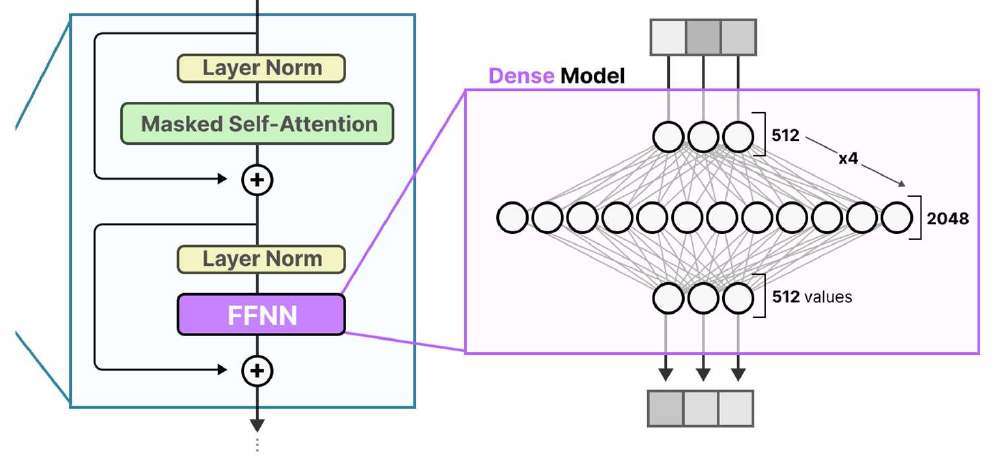 Layer Norm
Masked Self-Attention
+
Layer Norm
FFNN
+
Dense Model
512
x4
2048
512 values